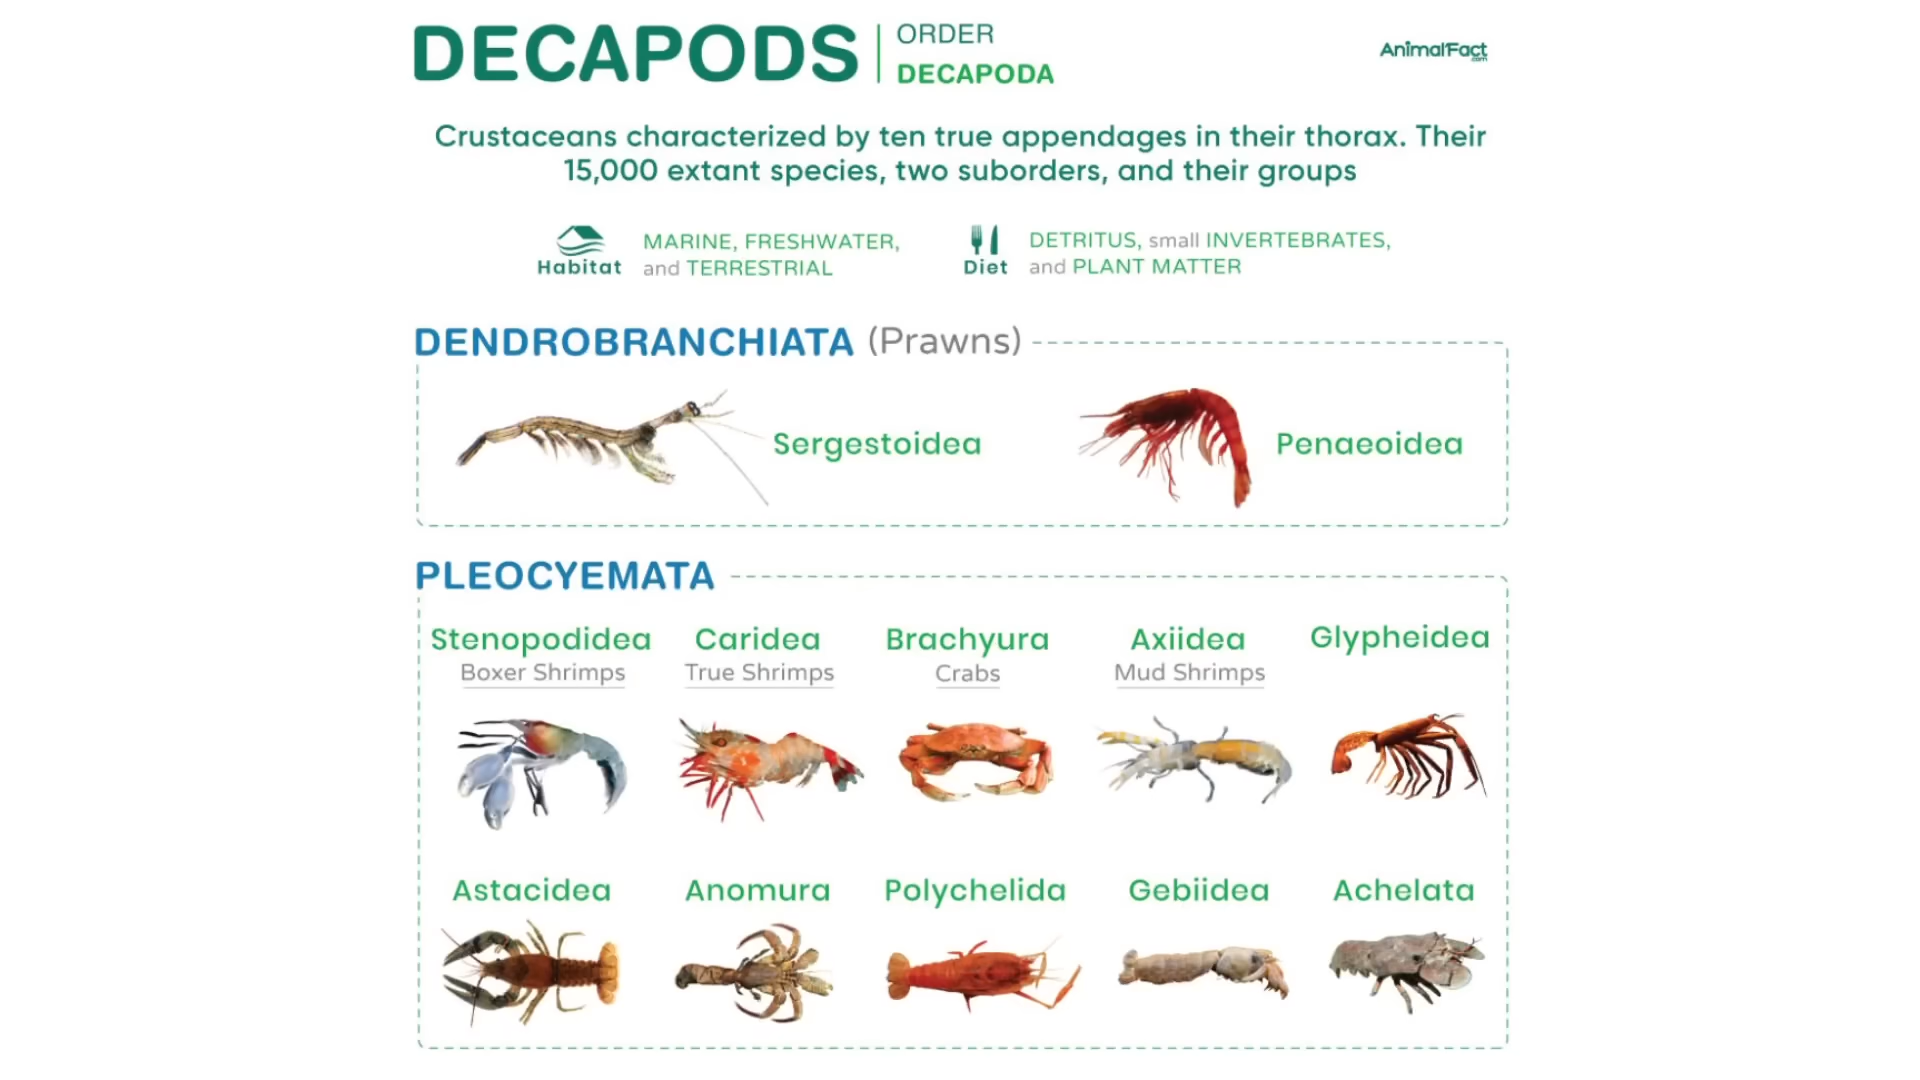 DECAPODS
ORDER
DECAPODA
AnimalFact
.com
Crustaceans characterized by ten true appendages in their thorax. Their
15,000 extant species, two suborders, and their groups
Habitat
MARINE, FRESHWATER,
and TERRESTRIAL
Diet
DETRITUS, small INVERTEBRATES,
and PLANT MATTER
DENDROBRANCHIATA (Prawns)
Sergestoidea
Penaeoidea
PLEOCYEMATA
Stenopodidea
Boxer Shrimps
Caridea
True Shrimps
Brachyura
Crabs
Axiidea
Mud Shrimps
Glypheidea
Astacidea
Anomura
Polychelida
Gebiidea
Achelata